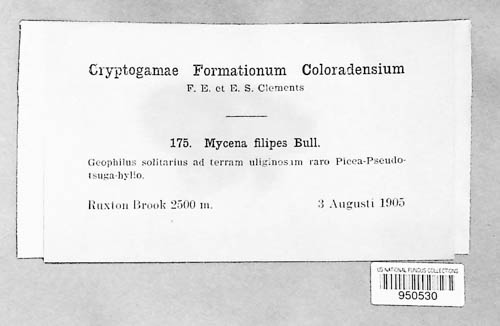 Cryptogamae Formationum Coloradensium
F. E. et E. S. Clements
175. Mycena filipes Bull.
Geophilus solitarius ad terram uliginosam raro Picea-Pseudo-
tsuga-hylio.
Ruxton Brook 2500 m. 3 Augusti 1905
US NATIONAL FUNGUS COLLECTIONS
950530